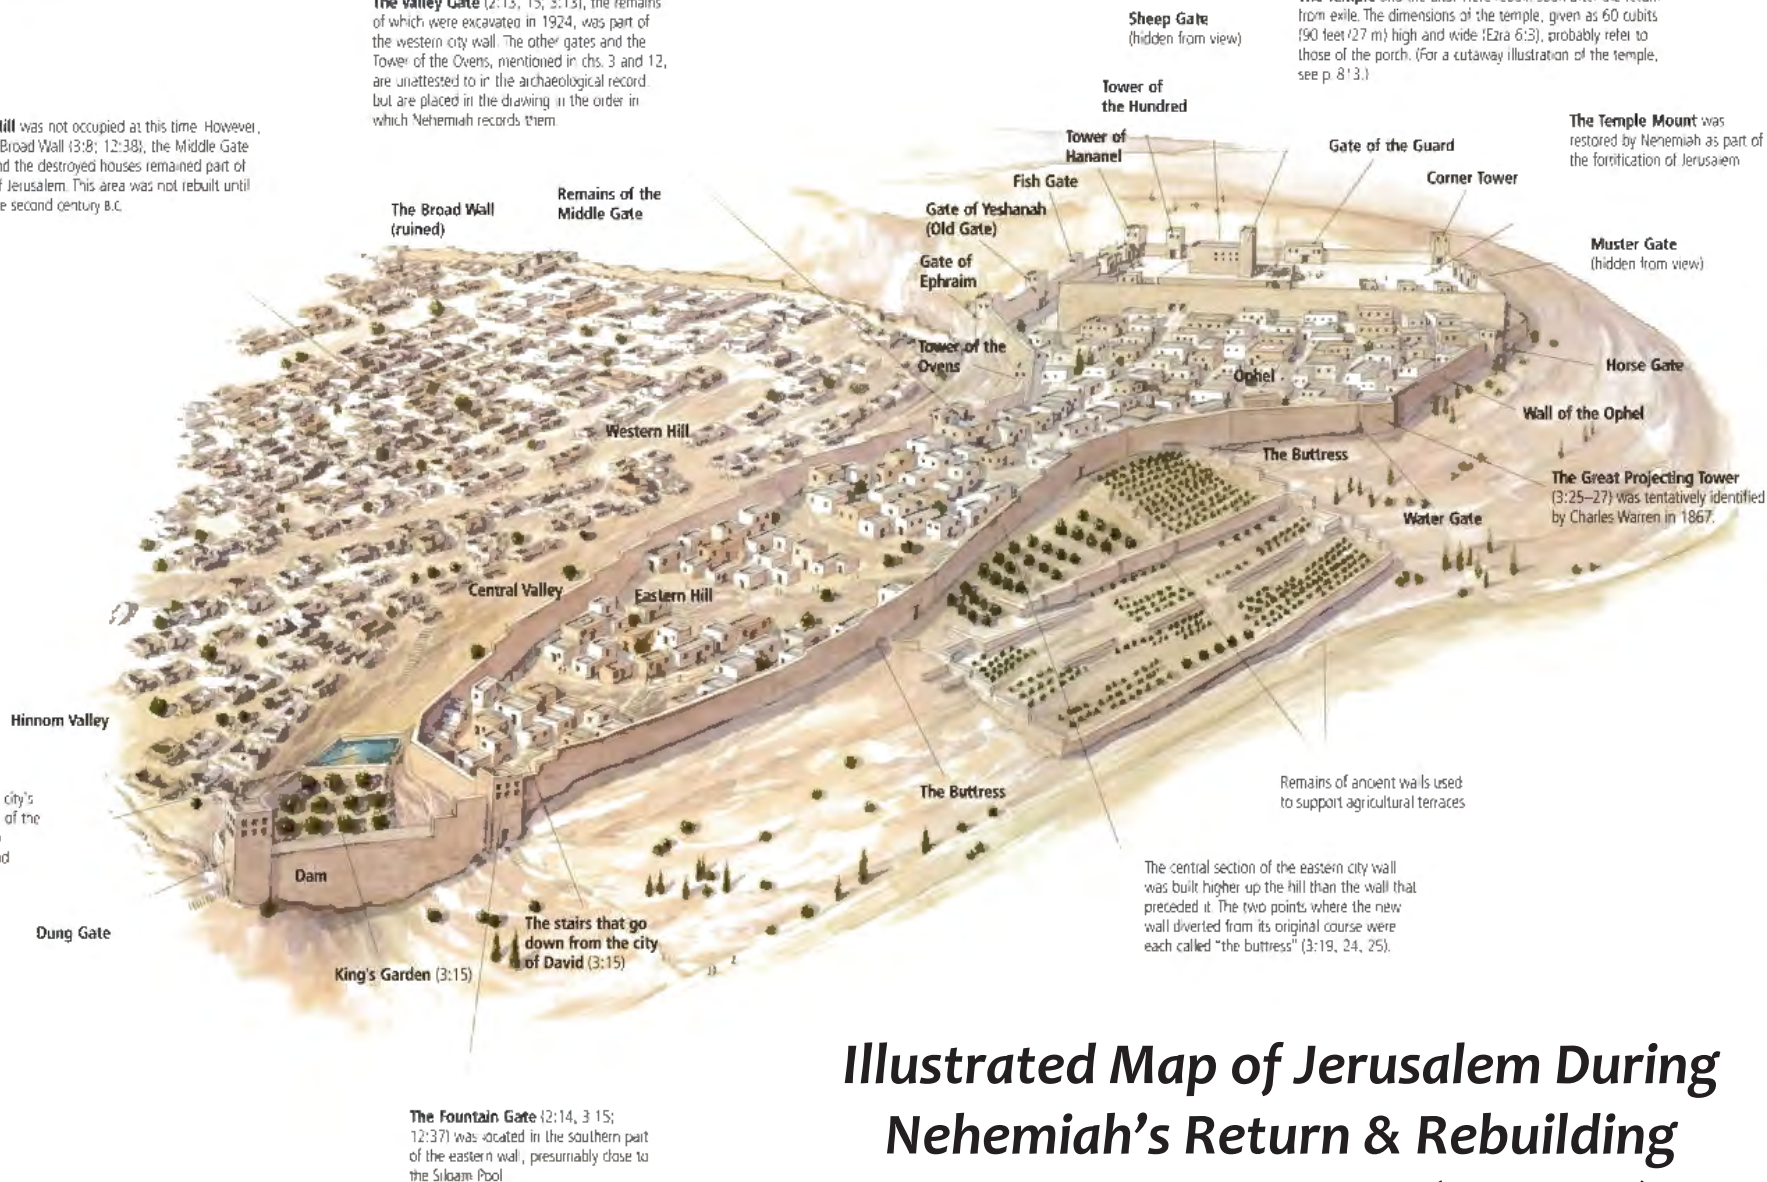 The Valley Gate (2:13, 15; 3:13), the remains
of which were excavated in 1924, was part of
the western city wall. The other gates and the
Tower of the Ovens, mentioned in chs. 3 and 12,
are unattested to in the archaeological record
but are placed in the drawing in the order in
which Nehemiah records them.
Sheep Gate
(hidden from view)
from exile. The dimensions of the temple, given as 60 cubits
(90 feet/27 m) high and wide (Ezra 6:3), probably refer to
those of the porch. (For a cutaway illustration of the temple,
see p. 813.)
Hill was not occupied at this time. However,
Broad Wall (3:8; 12:38), the Middle Gate
nd the destroyed houses remained part of
f Jerusalem. This area was not rebuilt until
e second century B.C.
The Broad Wall
(ruined)
Remains of the
Middle Gate
Tower of
the Hundred
Tower of
Hananel
Fish Gate
Gate of Yeshanah
(Old Gate)
Gate of
Ephraim
Tower of the
Ovens
Gate of the Guard
Corner Tower
The Temple Mount was
restored by Nehemiah as part of
the fortification of Jerusalem
Muster Gate
(hidden from view)
Horse Gate
Ophel
Wall of the Ophel
The Buttress
The Great Projecting Tower
(3:25–27) was tentatively identified
by Charles Warren in 1867.
Water Gate
Western Hill
Central Valley
Eastern Hill
Hinnom Valley
city's
of the
d
Dam
Dung Gate
King's Garden (3:15)
The stairs that go
down from the city
of David (3:15)
The Buttress
Remains of ancient walls used
to support agricultural terraces
The central section of the eastern city wall
was built higher up the hill than the wall that
preceded it. The two points where the new
wall diverted from its original course were
each called "the buttress" (3:19, 24, 25).
The Fountain Gate (2:14, 3:15;
12:37) was located in the southern part
of the eastern wall, presumably close to
the Siloam Pool
Illustrated Map of Jerusalem During
Nehemiah's Return & Rebuilding